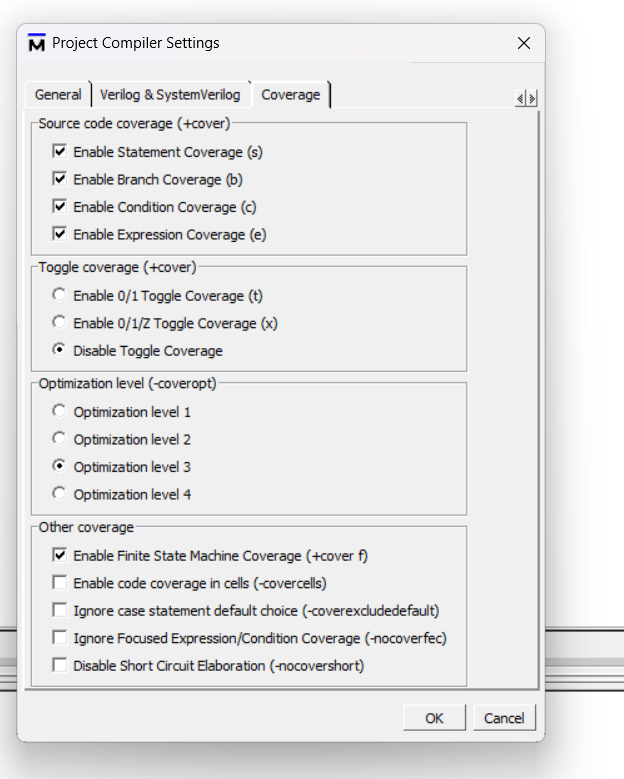 Project Compiler Settings
General
Verilog & SystemVerilog
Coverage
Source code coverage (+cover)
Enable Statement Coverage (s)
Enable Branch Coverage (b)
Enable Condition Coverage (c)
Enable Expression Coverage (e)
Toggle coverage (+cover)
Enable 0/1 Toggle Coverage (t)
Enable 0/1/Z Toggle Coverage (x)
Disable Toggle Coverage
Optimization level (-coveropt)
Optimization level 1
Optimization level 2
Optimization level 3
Optimization level 4
Other coverage
Enable Finite State Machine Coverage (+cover f)
Enable code coverage in cells (-covercells)
Ignore case statement default choice (-coverexcludedefault)
Ignore Focused Expression/Condition Coverage (-nocoverfec)
Disable Short Circuit Elaboration (-nocovershort)
OK
Cancel